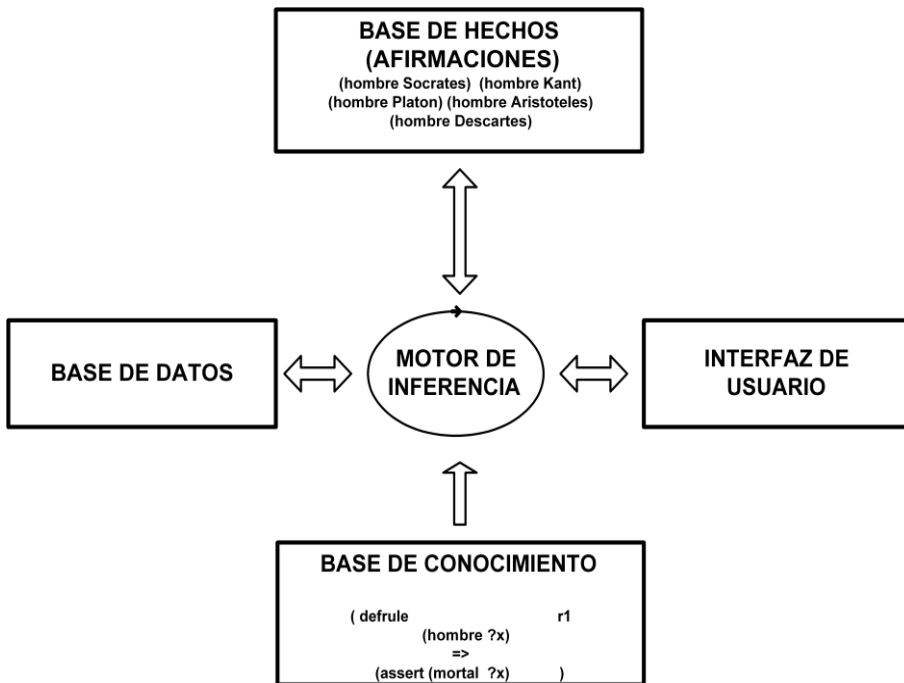 BASE DE HECHOS
(AFIRMACIONES)
(hombre Socrates) (hombre Kant)
(hombre Platon) (hombre Aristoteles)
(hombre Descartes)
BASE DE DATOS
MOTOR DE
INFERENCIA
INTERFAZ DE
USUARIO
BASE DE CONOCIMIENTO
( defrule r1
(hombre ?x)
=>
(assert (mortal ?x) )